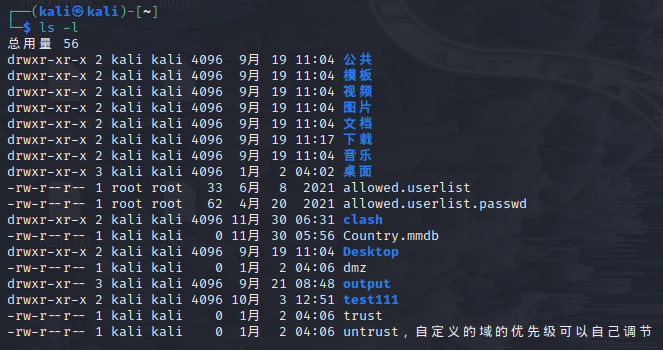 ┌──(kali㉿kali)-[~]
└─$ ls -l
总用量 56
drwxr-xr-x 2 kali kali 4096  9月 19 11:04 公共
drwxr-xr-x 2 kali kali 4096  9月 19 11:04 模板
drwxr-xr-x 2 kali kali 4096  9月 19 11:04 视频
drwxr-xr-x 2 kali kali 4096  9月 19 11:04 图片
drwxr-xr-x 2 kali kali 4096  9月 19 11:04 文档
drwxr-xr-x 2 kali kali 4096  9月 19 11:17 下载
drwxr-xr-x 2 kali kali 4096  9月 19 11:04 音乐
drwxr-xr-x 3 kali kali 4096  1月  2 04:02 桌面
-rw-r--r-- 1 root root   33  6月  8  2021 allowed.userlist
-rw-r--r-- 1 root root   62  4月 20  2021 allowed.userlist.passwd
drwxr-xr-x 2 kali kali 4096 11月 30 06:31 clash
-rw-r--r-- 1 kali kali    0 11月 30 05:56 Country.mmdb
drwxr-xr-x 2 kali kali 4096  9月 19 11:04 Desktop
-rw-r--r-- 1 kali kali    0  1月  2 04:06 dmz
drwxr-xr-- 3 kali kali 4096  9月 21 08:48 output
drwxr-xr-x 2 kali kali 4096 10月  3 12:51 test111
-rw-r--r-- 1 kali kali    0  1月  2 04:06 trust
-rw-r--r-- 1 kali kali    0  1月  2 04:06 untrust，自定义的域的优先级可以自己调节